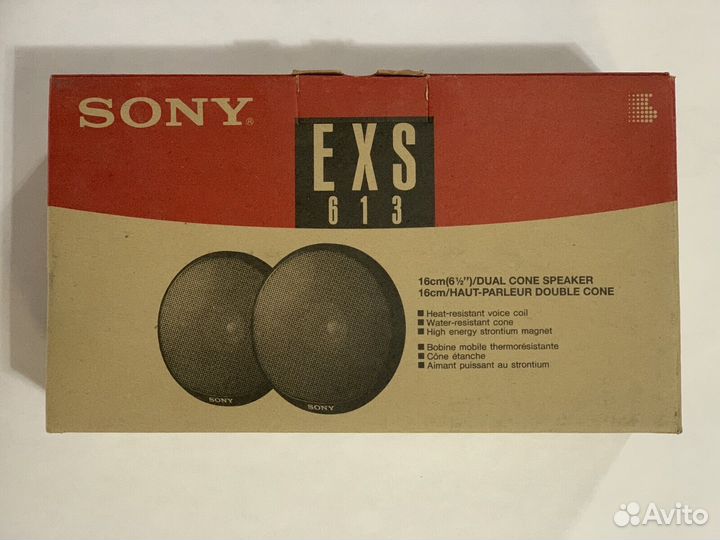 SONY®
EXS
613
16cm(6½")/DUAL CONE SPEAKER
16cm/HAUT-PARLEUR DOUBLE CONE
■ Heat-resistant voice coil
■ Water-resistant cone
■ High energy strontium magnet
■ Bobine mobile thermorésistante
■ Cône étanche
■ Aimant puissant au strontium
SONY
SONY
Avito